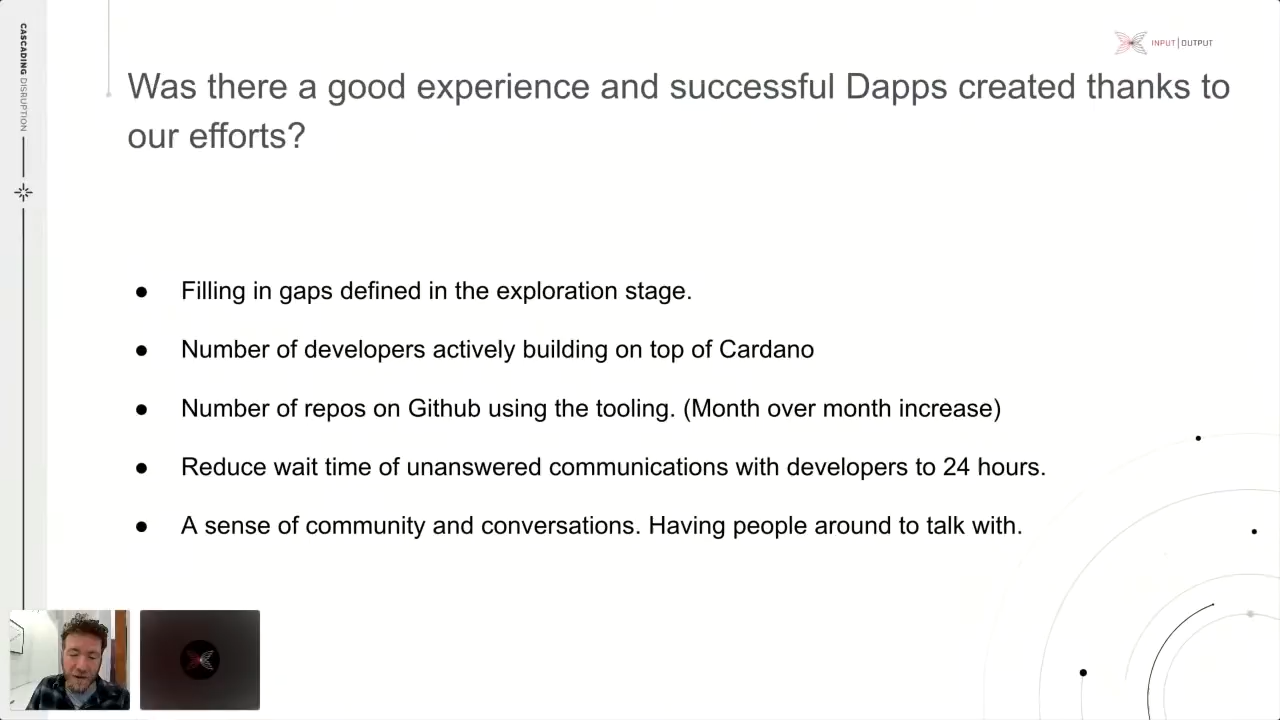 CASCADING DISRUPTION
INPUT | OUTPUT
Was there a good experience and successful Dapps created thanks to
our efforts?
● Filling in gaps defined in the exploration stage.
● Number of developers actively building on top of Cardano
● Number of repos on Github using the tooling. (Month over month increase)
● Reduce wait time of unanswered communications with developers to 24 hours.
● A sense of community and conversations. Having people around to talk with.